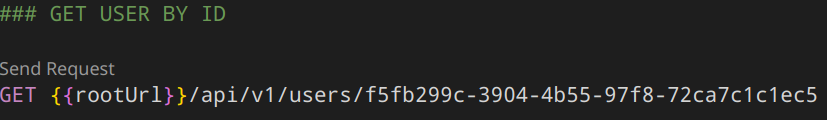 ### GET USER BY ID
Send Request
GET {{rootUrl}}/api/v1/users/f5fb299c-3904-4b55-97f8-72ca7c1c1ec5